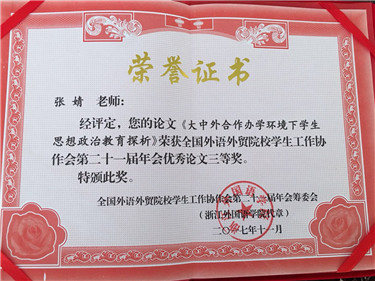 荣誉证书
张婧 老师:
经评定，您的论文《大中外合作办学环境下学生
思想政治教育探析》荣获全国外语外贸院校学生工作协
作会第二十一届年会优秀论文三等奖。
特颁此奖。
全国外语外贸院校学生工作协作会第二十一届年会筹委会
（浙江外国语学院代章）
二〇一七年十一月